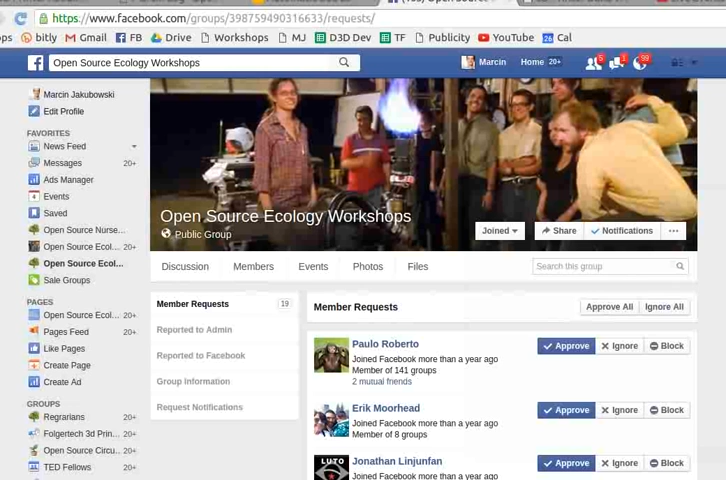 https://www.facebook.com/groups/398759490316633/requests/
bitly M Gmail FB Drive Workshops MJ D3D Dev TF Publicity YouTube 26 Cal
Open Source Ecology Workshops
Marcin Home 20+
Marcin Jakubowski
Edit Profile
FAVORITES
News Feed
Messages 20+
Ads Manager
4 Events
Saved
Open Source Nurse...
Open Source Ecol... 20+
Open Source Ecol...
Sale Groups
PAGES
Open Source Ecol... 20+
Pages Feed 20+
Like Pages
Create Page
Create Ad
GROUPS
Regrarians 20+
Folgertech 3d Prin... 20+
Open Source Circu... 20+
TED Fellows 20+
Open Source Ecology Workshops
Public Group
Joined Share Notifications ...
Discussion Members Events Photos Files
Search this group
Member Requests 19
Reported to Admin
Reported to Facebook
Group Information
Request Notifications
Member Requests Approve All Ignore All
Paulo Roberto
Joined Facebook more than a year ago
Member of 141 groups
2 mutual friends
Approve Ignore Block
Erik Moorhead
Joined Facebook more than a year ago
Member of 8 groups
Approve Ignore Block
LUTO
Jonathan Linjunfan
Joined Facebook more than a year ago
Approve Ignore Block